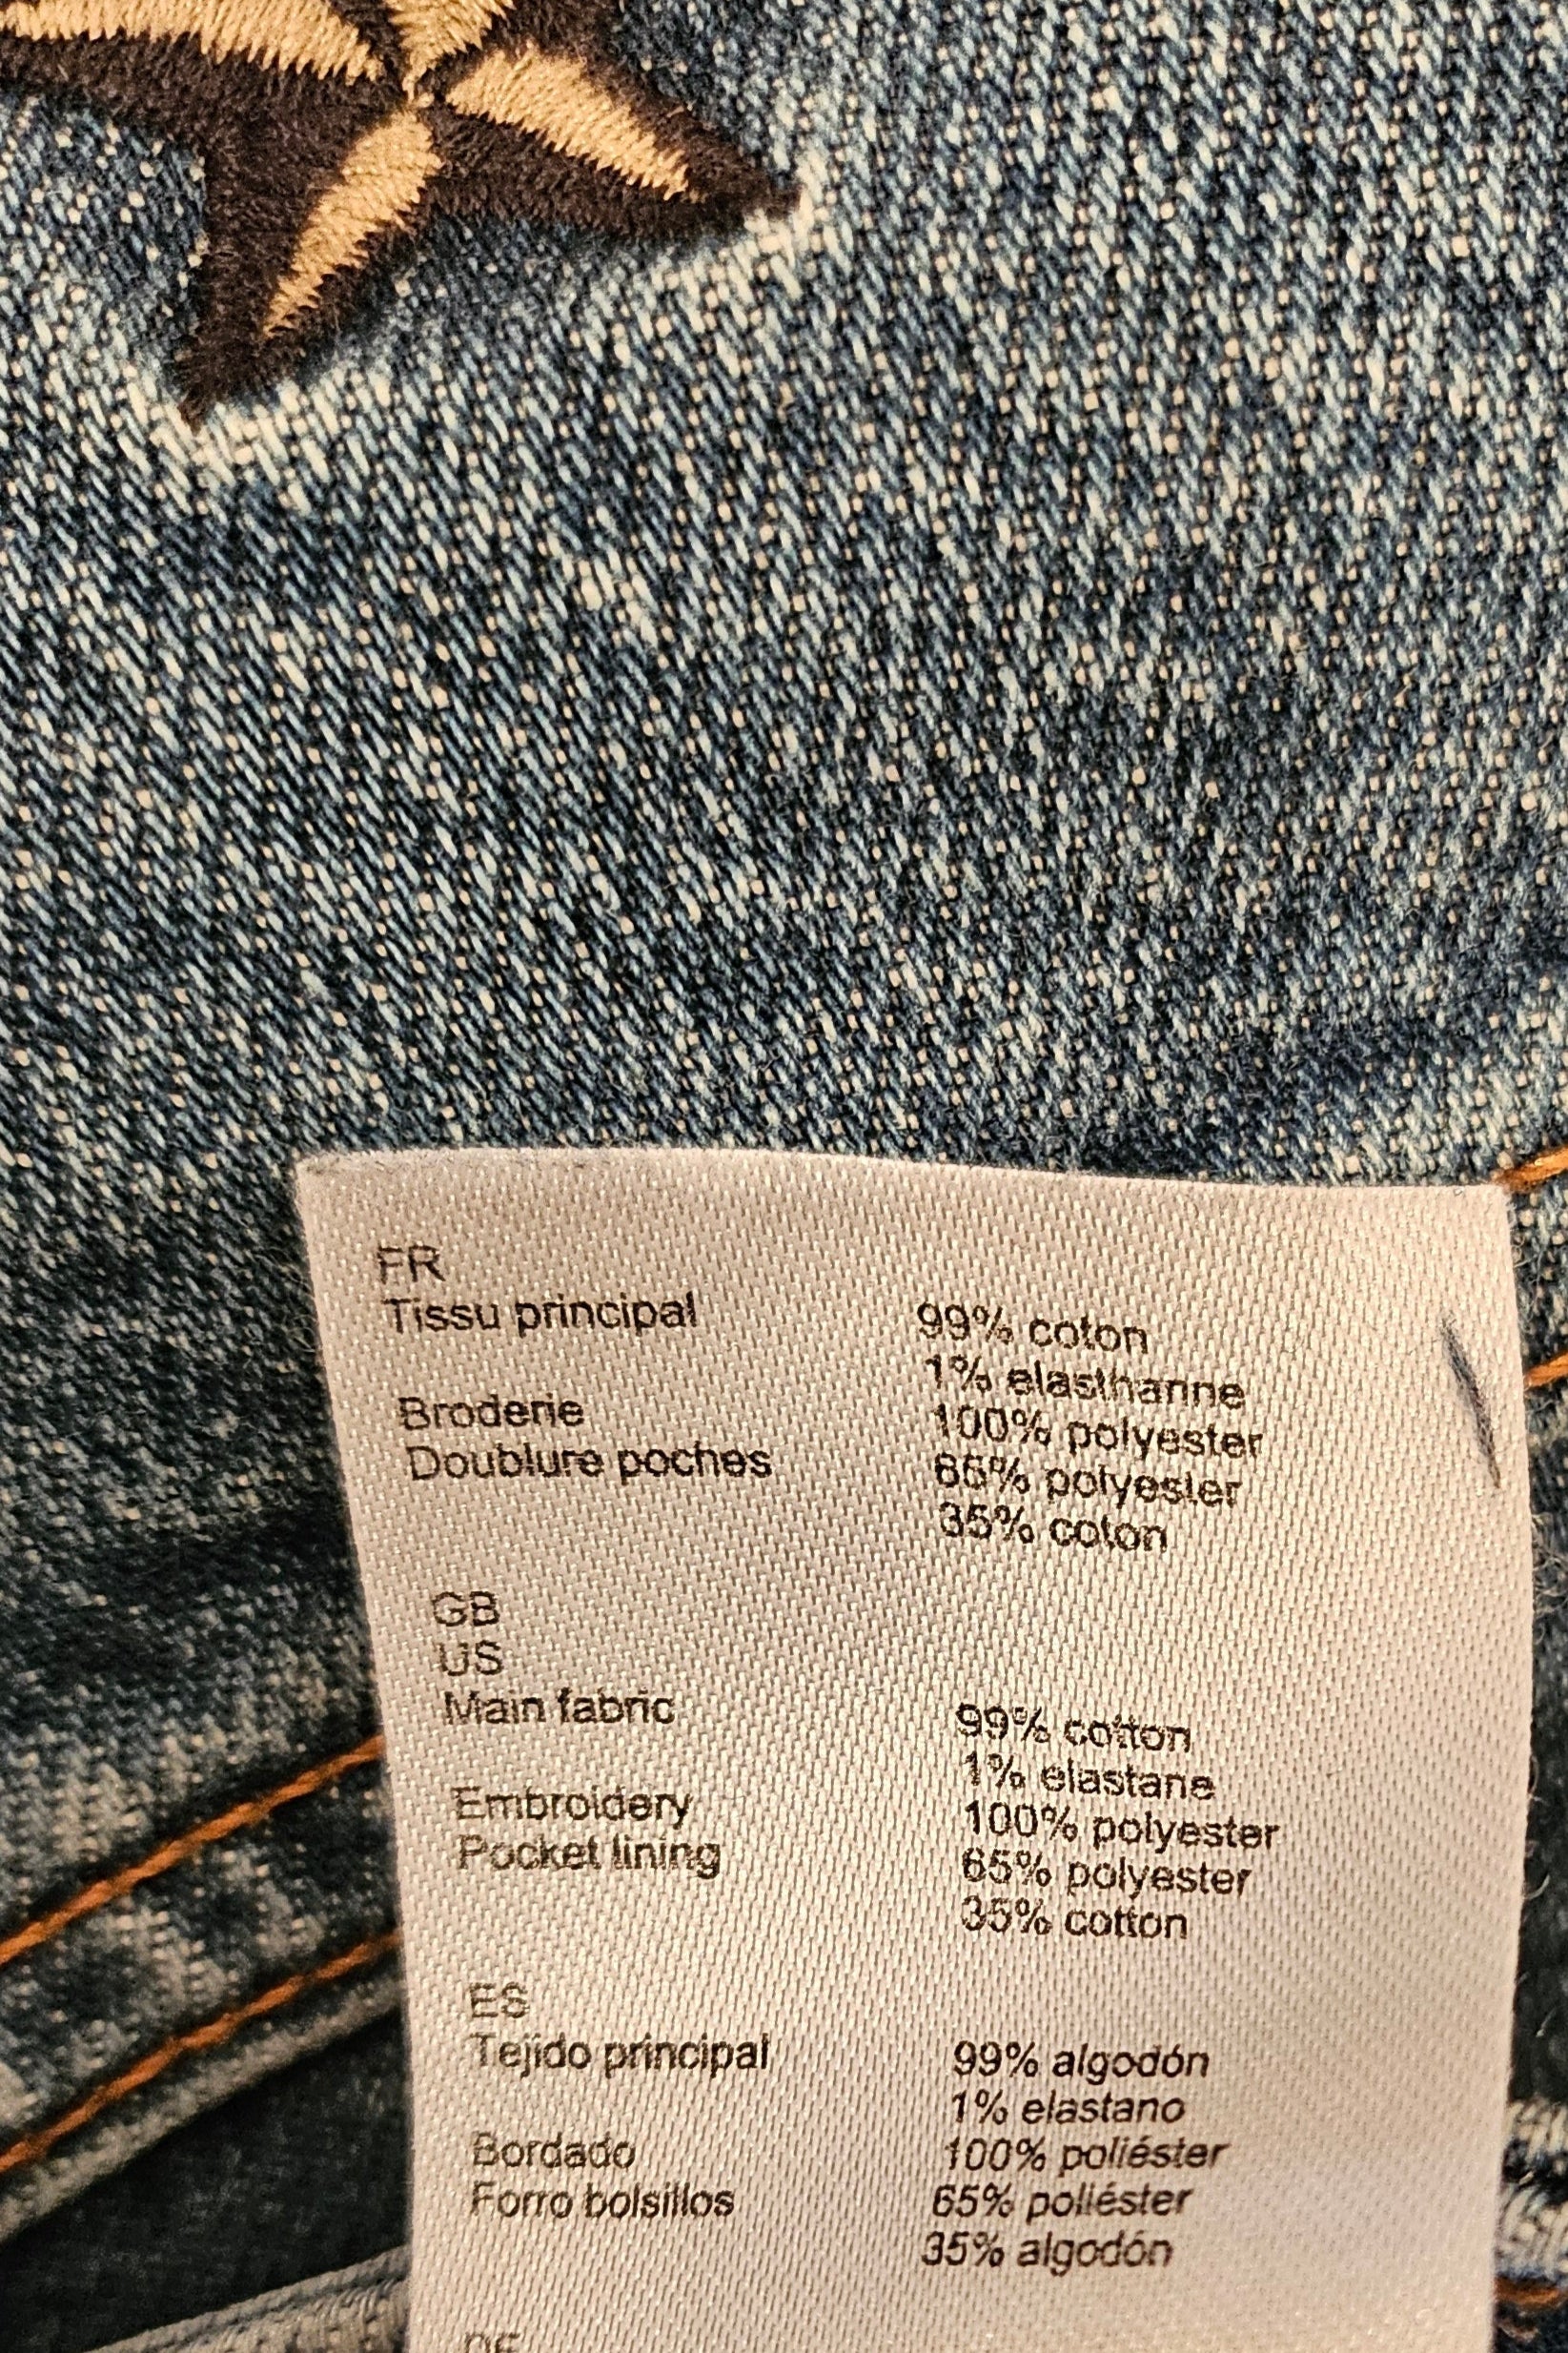 FR
Tissu principal 99% coton
1% elasthanne
Broderie 100% polyester
Doublure poches 65% polyester
35% coton
GB
US
Main fabric 99% cotton
1% elastane
Embroidery 100% polyester
Pocket lining 65% polyester
35% cotton
ES
Tejido principal 99% algodón
1% elastano
Bordado 100% poliéster
Forro bolsillos 65% poliéster
35% algodón
DE